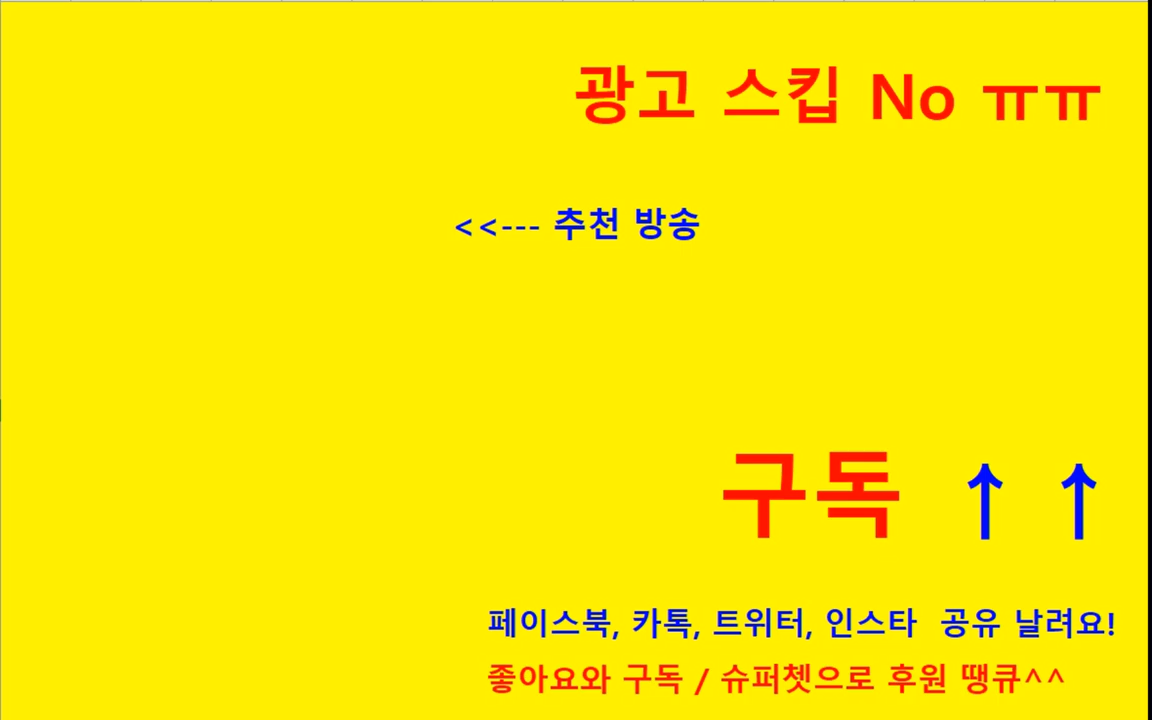 광고 스킵 No ㅠㅠ
<<--- 추천 방송
구독 ↑ ↑
페이스북, 카톡, 트위터, 인스타 공유 날려요!
좋아요와 구독 / 슈퍼쳇으로 후원 땡큐^^